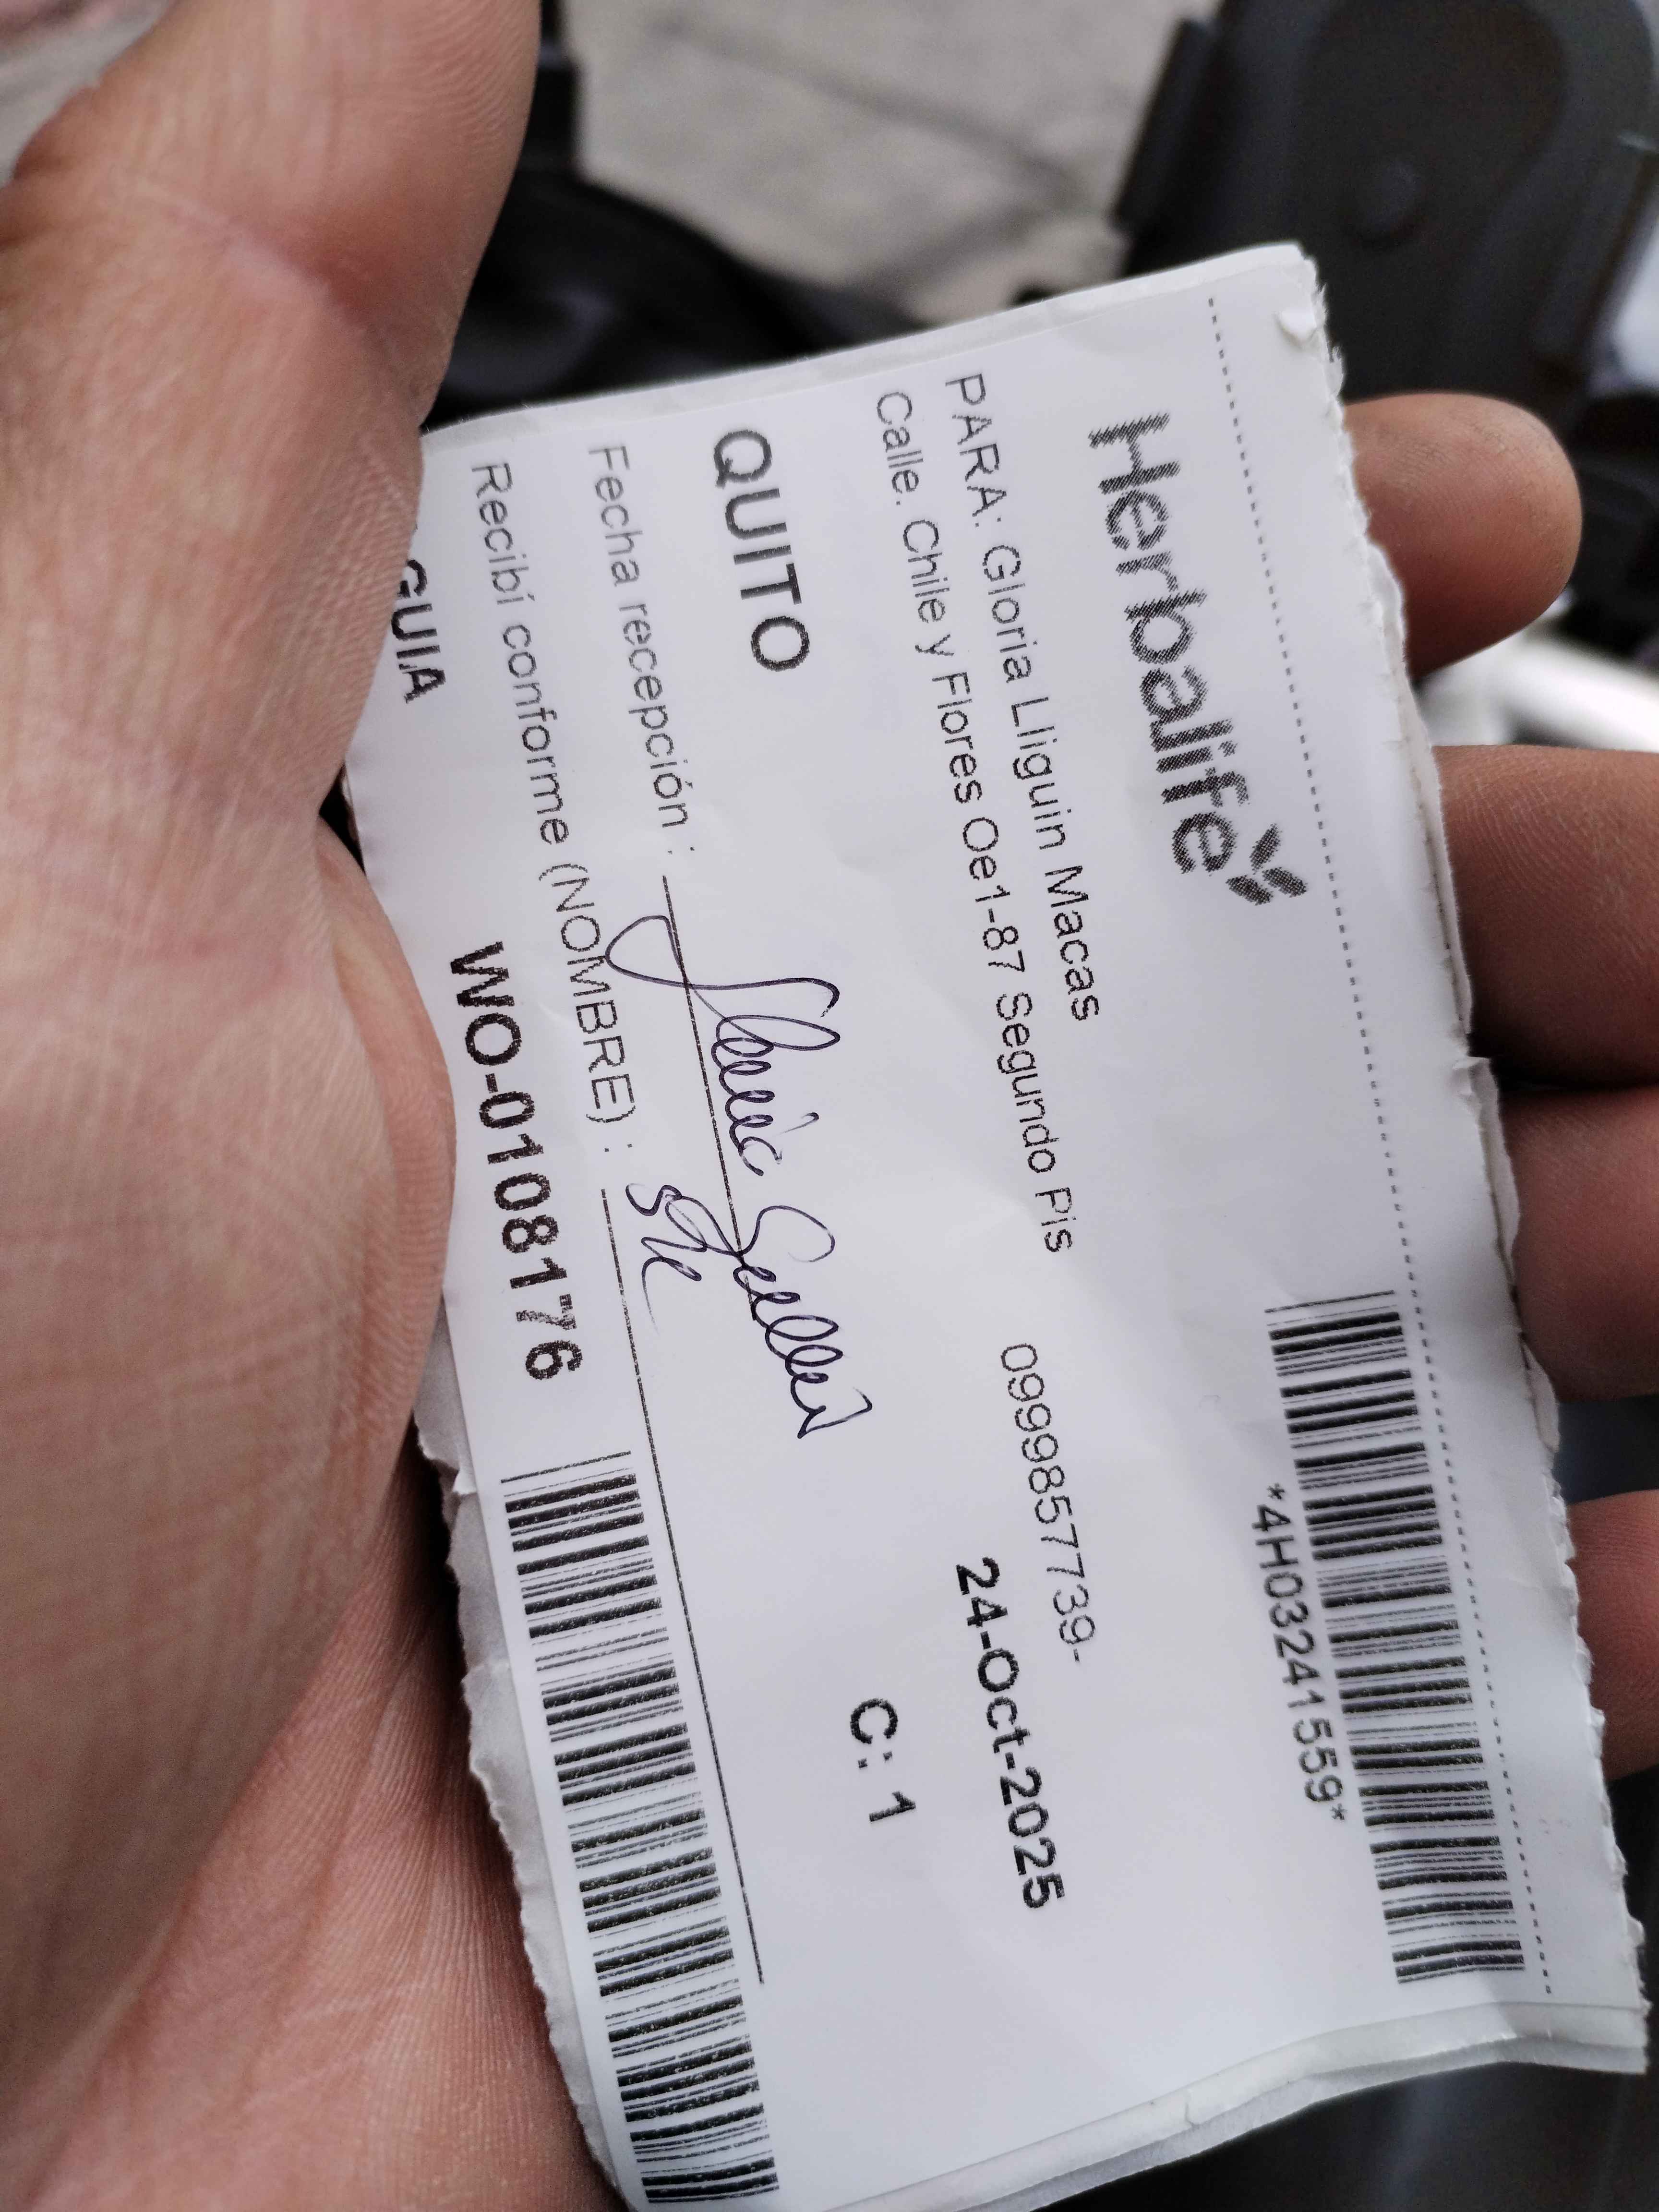 Herbalife
*4H03241559*
PARA: Gloria Lliguin Macas
Calle. Chile y Flores Oe1-87 Segundo Pis 0999857739-
24-Oct-2025
QUITO
C: 1
Fecha recepción :
Recibí conforme (NOMBRE) :
GUIA WO-0108176